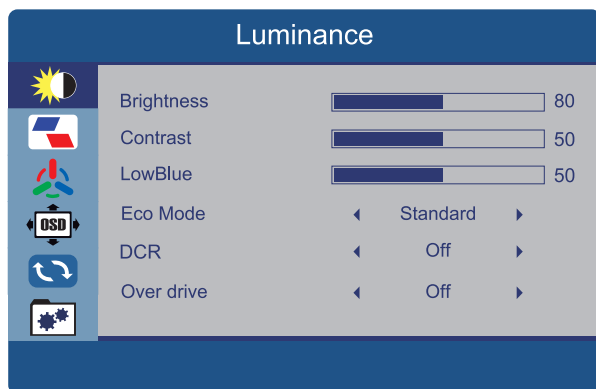 Luminance
Brightness 80
Contrast 50
LowBlue 50
OSD
Eco Mode Standard
DCR Off
Over drive Off